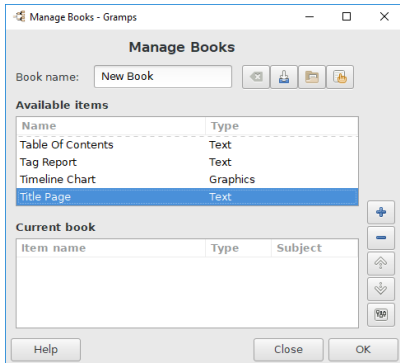 Manage Books - Gramps
Manage Books
Book name: New Book
Available items
Name Type
Table Of Contents Text
Tag Report Text
Timeline Chart Graphics
Title Page Text
Current book
Item name Type Subject
Help Close OK